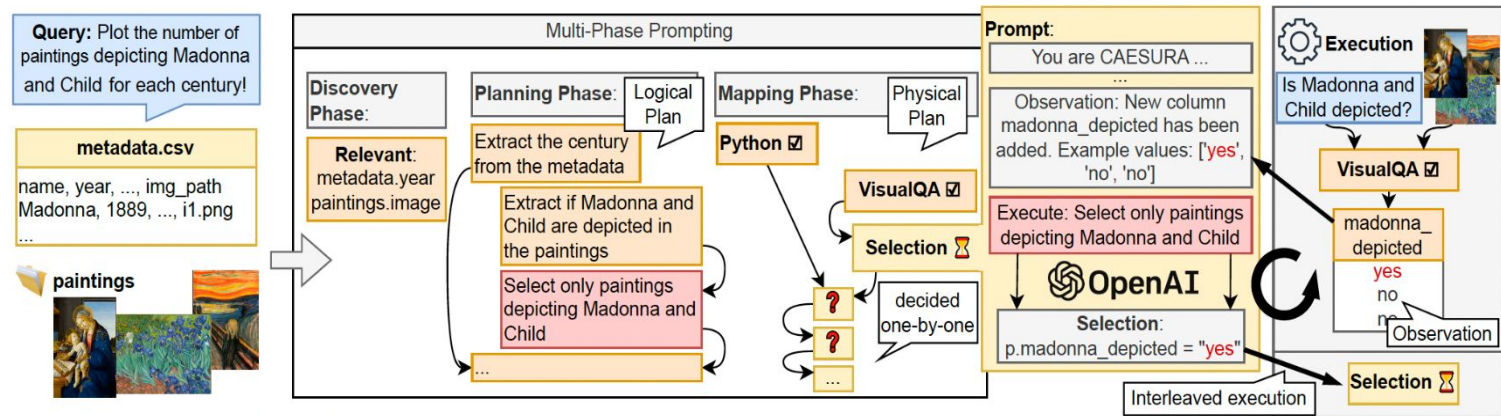 Query: Plot the number of
paintings depicting Madonna
and Child for each century!
metadata.csv
name, year, ..., img_path
Madonna, 1889, ..., i1.png
...
paintings
Multi-Phase Prompting
Discovery
Phase:
Relevant:
metadata.year
paintings.image
Planning Phase:
Logical
Plan
Extract the century
from the metadata
Extract if Madonna and
Child are depicted in
the paintings
Select only paintings
depicting Madonna and
Child
...
Mapping Phase:
Physical
Plan
Python ☑
VisualQA ☑
Selection ⏳
?
?
...
decided
one-by-one
Prompt:
You are CAESURA ...
...
Observation: New column
madonna_depicted has been
added. Example values: ['yes',
'no', 'no']
Execute: Select only paintings
depicting Madonna and Child
OpenAI
Selection:
p.madonna_depicted = "yes"
Interleaved execution
Execution
Is Madonna and
Child depicted?
VisualQA ☑
madonna_
depicted
yes
no
no
Observation
Selection ⏳